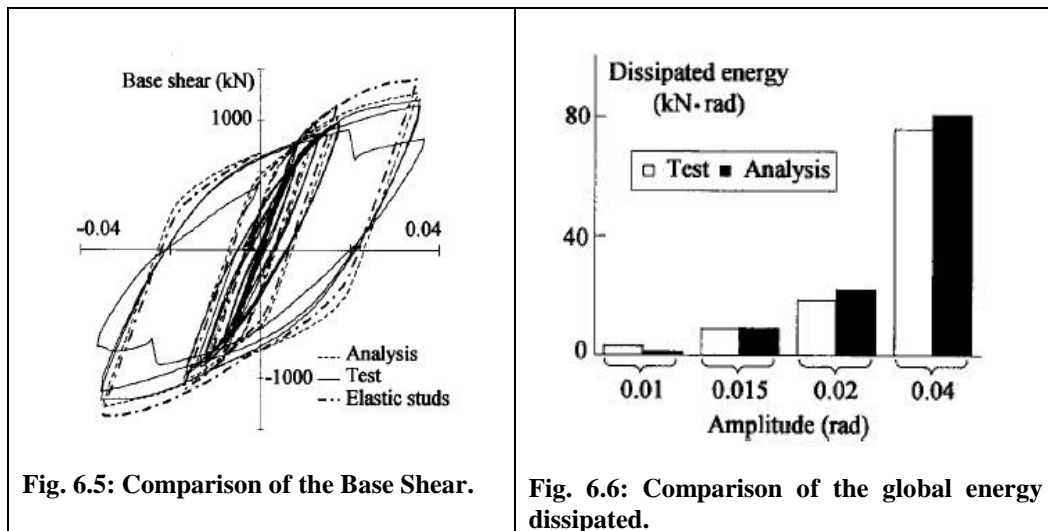 Base shear (kN)
1000
-0.04
0.04
-1000
Analysis
Test
Elastic studs
Fig. 6.5: Comparison of the Base Shear.
Dissipated energy
(kN·rad)
80
Test Analysis
40
0
0.01 0.015 0.02 0.04
Amplitude (rad)
Fig. 6.6: Comparison of the global energy
dissipated.